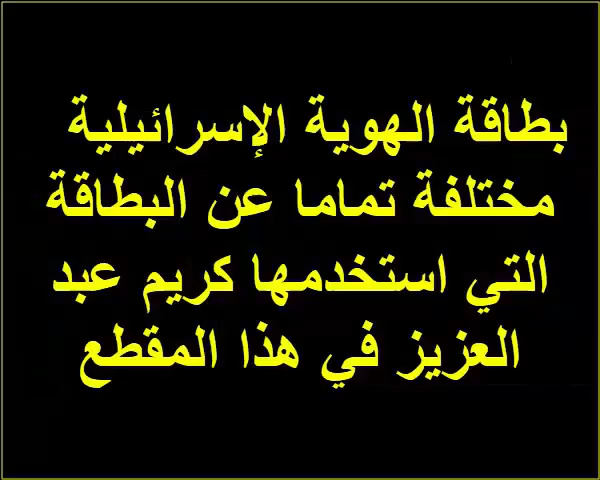 بطاقة الهوية الإسرائيلية
مختلفة تماما عن البطاقة
التي استخدمها كريم عبد
العزيز في هذا المقطع